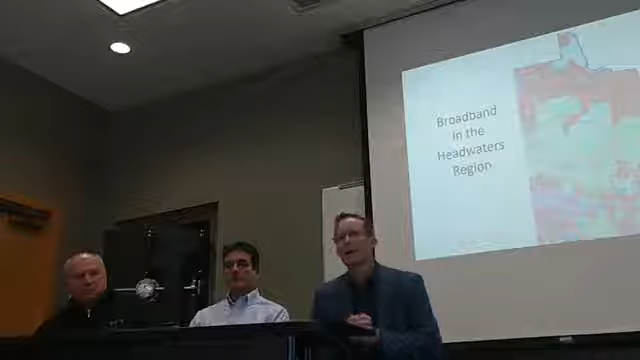 Broadband
in the
Headwaters
Region